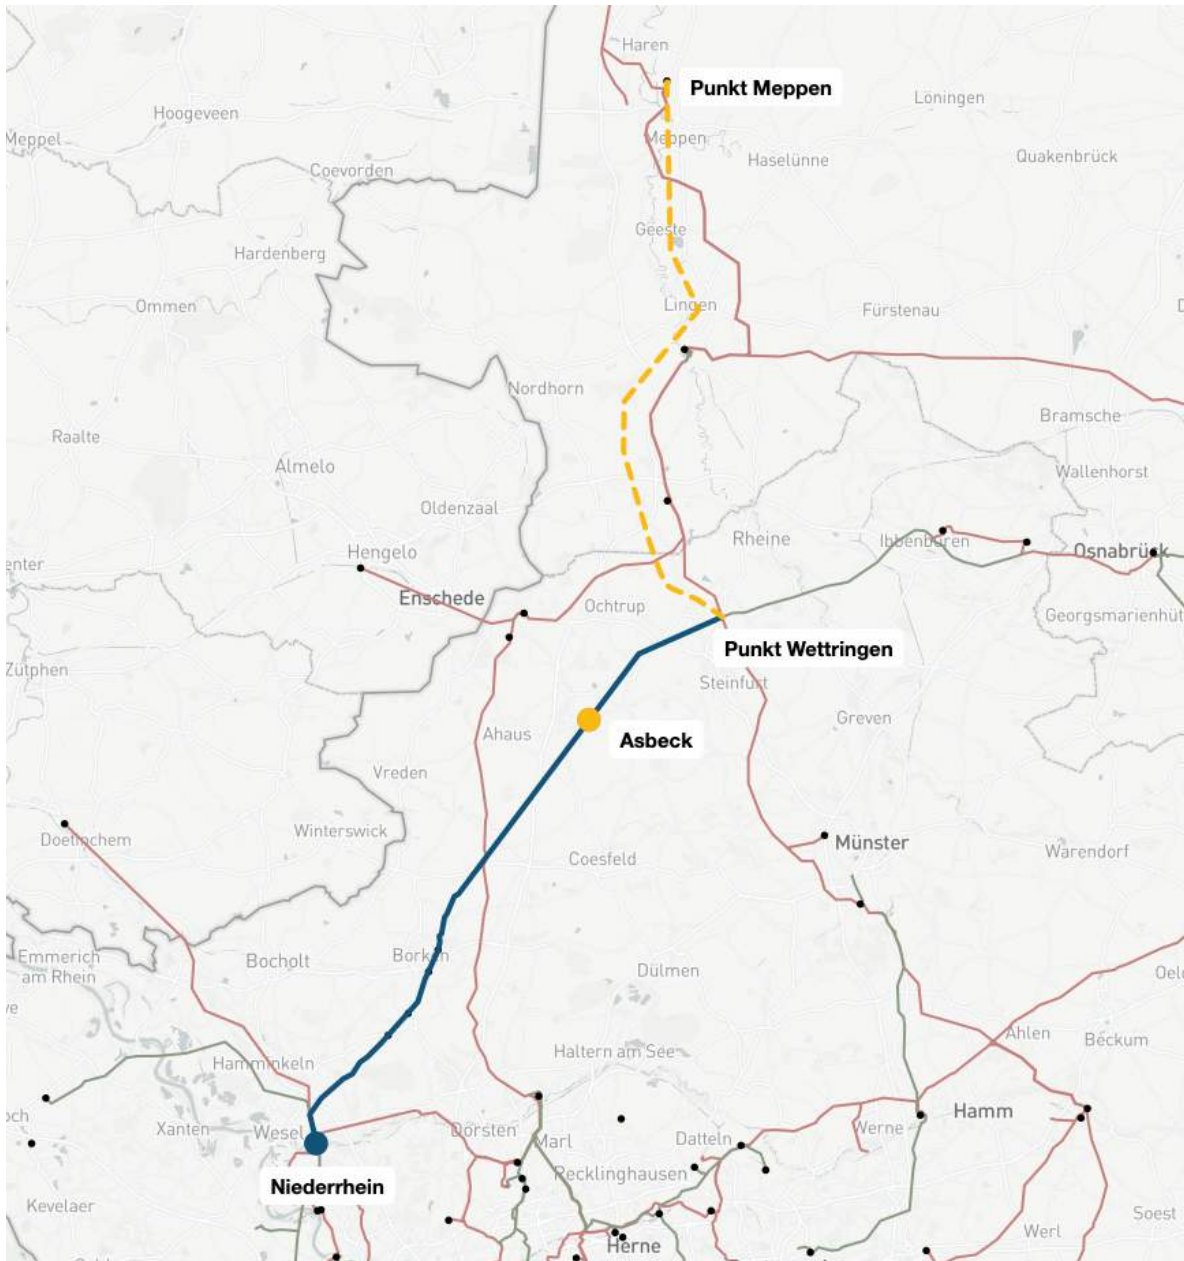 Haren
Punkt Meppen
Löningen
Hoogeveen
Meppel
Meppen
Haselünne
Quakenbrück
Coevorden
Geeste
Hardenberg
Ommen
Lingen
Fürstenau
Nordhorn
Bramsche
Raalte
Almelo
Wallenhorst
Oldenzaal
Rheine
Ibbenbüren
Osnabrück
Hengelo
enter
Enschede
Ochtrup
Georgsmarienhüt
Punkt Wettringen
Zutphen
Steinfurt
Greven
Ahaus
Asbeck
Vreden
Winterswick
Doetinchem
Münster
Warendorf
Coesfeld
Emmerich
am Rhein
Bocholt
Borken
Dülmen
Oeld
Ahlen
Beckum
Haltern am See
Hamminkeln
och
Xanten
Wesel
Dorsten
Marl
Datteln
Werne
Hamm
Recklinghausen
Niederrhein
Kevelaer
Soest
Werl
Herne